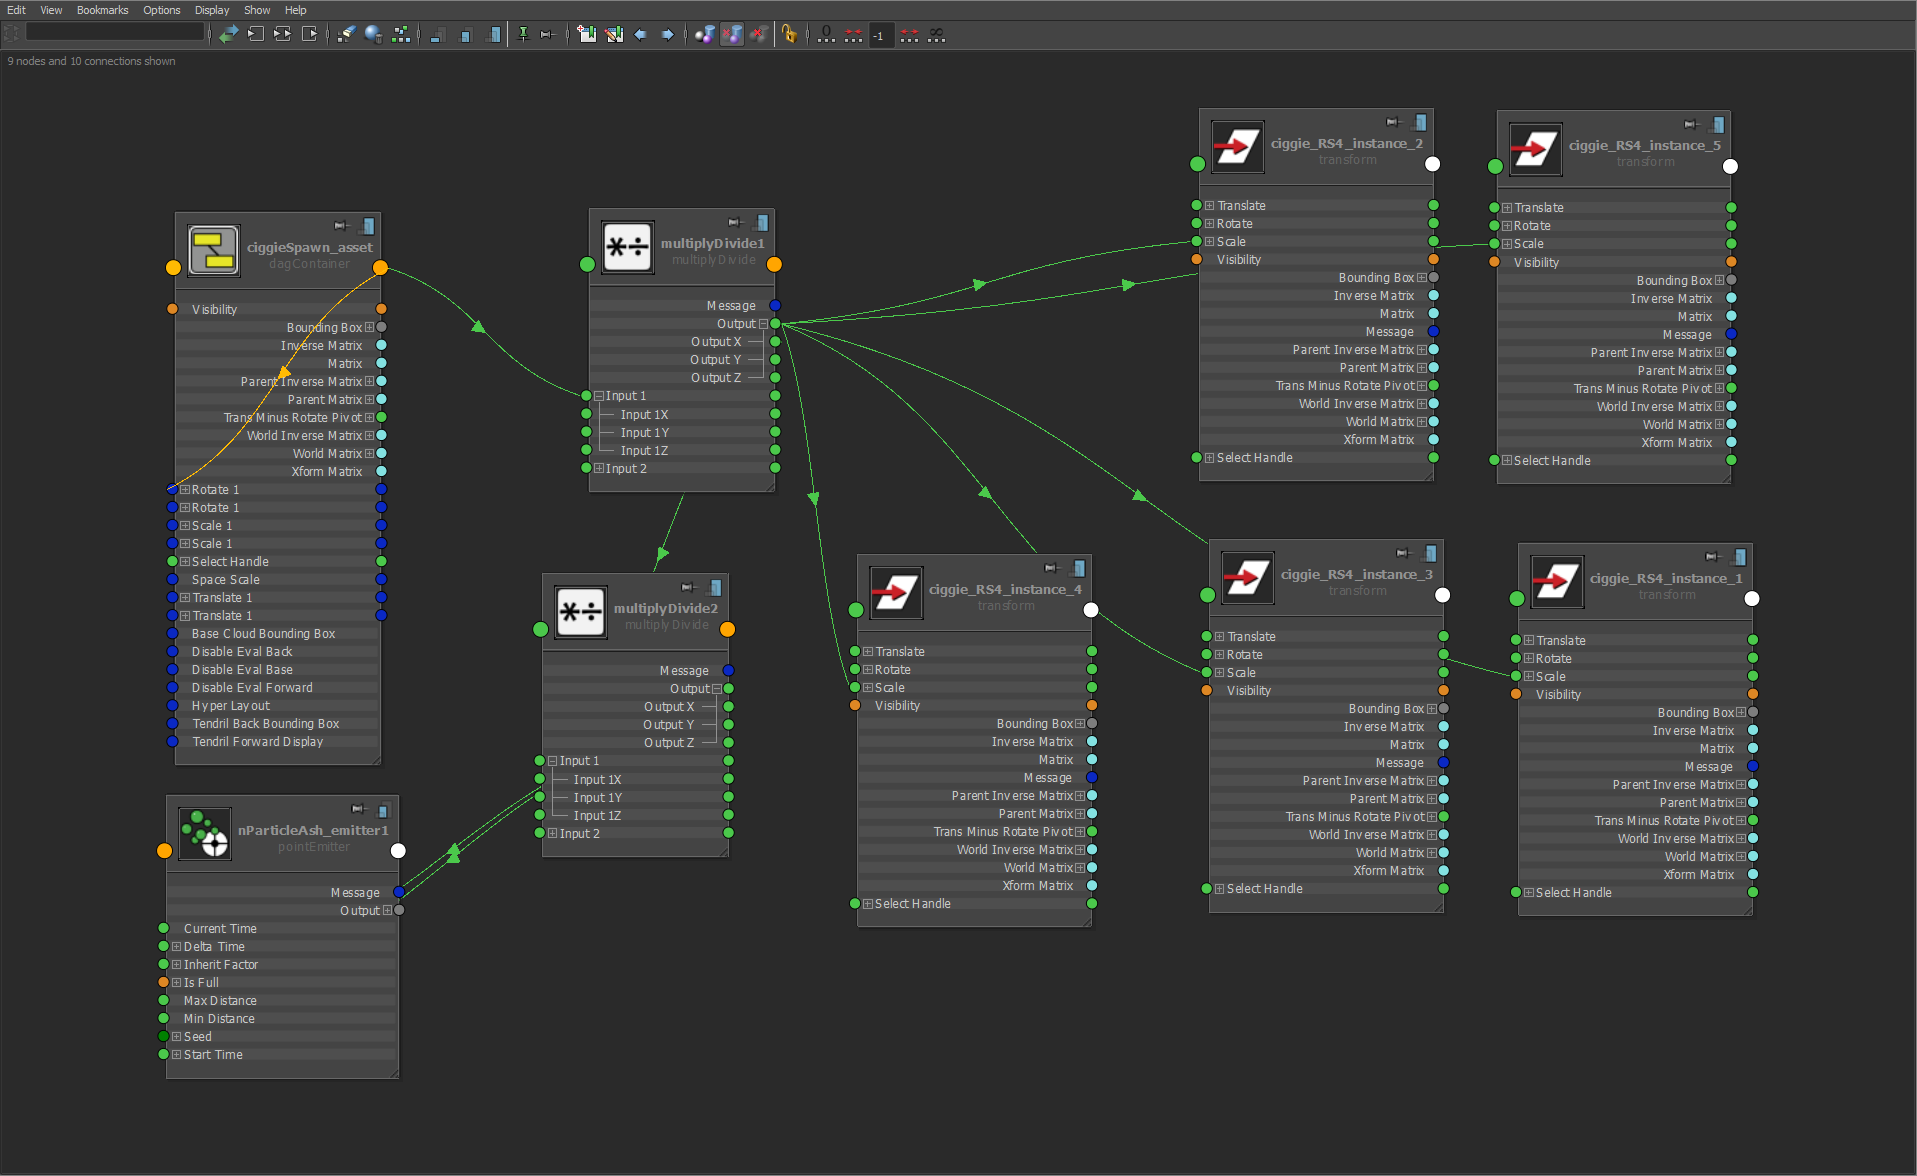 Edit View Bookmarks Options Display Show Help
-1
0
9 nodes and 10 connections shown
ciggieSpawn_asset
dagContainer
Visibility
Bounding Box
Inverse Matrix
Matrix
Parent Inverse Matrix
Parent Matrix
Trans Minus Rotate Pivot
World Inverse Matrix
World Matrix
Xform Matrix
Rotate 1
Rotate 1
Scale 1
Scale 1
Select Handle
Space Scale
Translate 1
Translate 1
Base Cloud Bounding Box
Disable Eval Back
Disable Eval Base
Disable Eval Forward
Hyper Layout
Tendril Back Bounding Box
Tendril Forward Display
nParticleAsh_emitter1
pointEmitter
Message
Output
Current Time
Delta Time
Inherit Factor
Is Full
Max Distance
Min Distance
Seed
Start Time
multiplyDivide1
multiplyDivide
Message
Output
Output X
Output Y
Output Z
Input 1
Input 1X
Input 1Y
Input 1Z
Input 2
multiplyDivide2
multiplyDivide
Message
Output
Output X
Output Y
Output Z
Input 1
Input 1X
Input 1Y
Input 1Z
Input 2
ciggie_RS4_instance_2
transform
Translate
Rotate
Scale
Visibility
Bounding Box
Inverse Matrix
Matrix
Message
Parent Inverse Matrix
Parent Matrix
Trans Minus Rotate Pivot
World Inverse Matrix
World Matrix
Xform Matrix
Select Handle
ciggie_RS4_instance_5
transform
Translate
Rotate
Scale
Visibility
Bounding Box
Inverse Matrix
Matrix
Message
Parent Inverse Matrix
Parent Matrix
Trans Minus Rotate Pivot
World Inverse Matrix
World Matrix
Xform Matrix
Select Handle
ciggie_RS4_instance_4
transform
Translate
Rotate
Scale
Visibility
Bounding Box
Inverse Matrix
Matrix
Message
Parent Inverse Matrix
Parent Matrix
Trans Minus Rotate Pivot
World Inverse Matrix
World Matrix
Xform Matrix
Select Handle
ciggie_RS4_instance_3
transform
Translate
Rotate
Scale
Visibility
Bounding Box
Inverse Matrix
Matrix
Message
Parent Inverse Matrix
Parent Matrix
Trans Minus Rotate Pivot
World Inverse Matrix
World Matrix
Xform Matrix
Select Handle
ciggie_RS4_instance_1
transform
Translate
Rotate
Scale
Visibility
Bounding Box
Inverse Matrix
Matrix
Message
Parent Inverse Matrix
Parent Matrix
Trans Minus Rotate Pivot
World Inverse Matrix
World Matrix
Xform Matrix
Select Handle